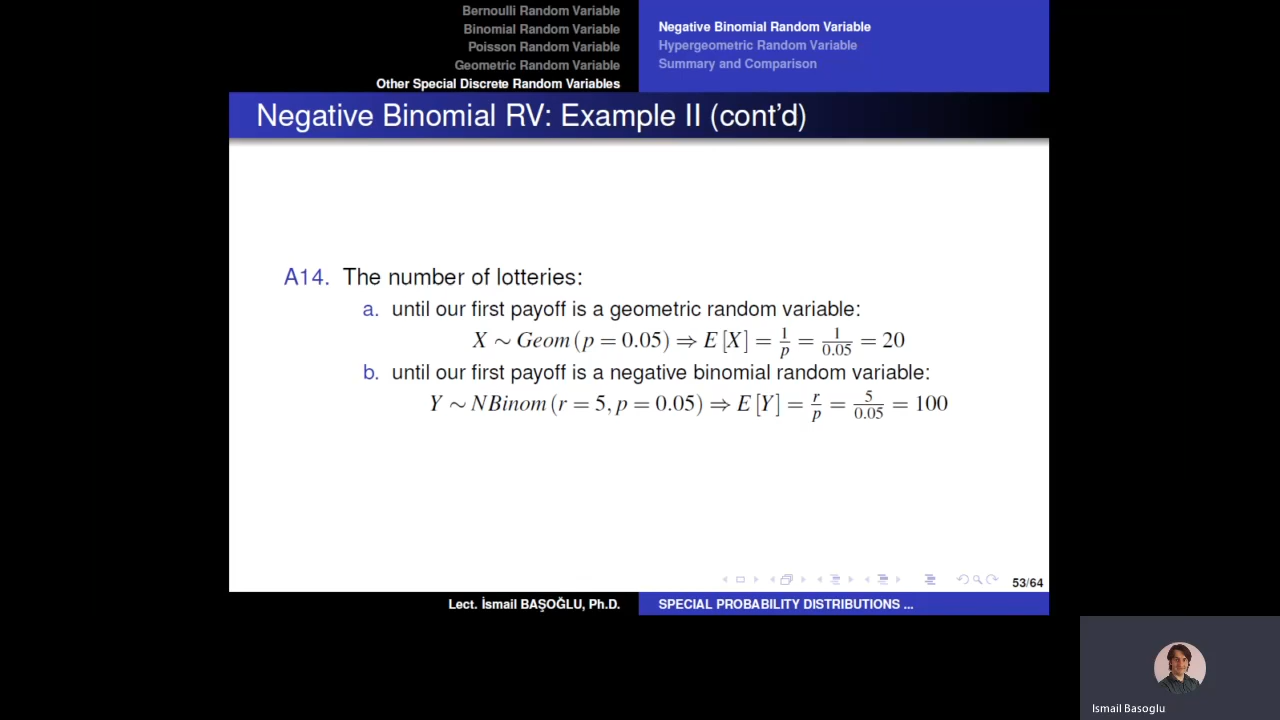 Bernoulli Random Variable
Binomial Random Variable
Poisson Random Variable
Geometric Random Variable
Other Special Discrete Random Variables
Negative Binomial Random Variable
Hypergeometric Random Variable
Summary and Comparison
Negative Binomial RV: Example II (cont'd)
A14. The number of lotteries:
a. until our first payoff is a geometric random variable:
X ∼ Geom (p = 0.05) ⇒ E [X] = 1/p = 1/0.05 = 20
b. until our first payoff is a negative binomial random variable:
Y ∼ NBinom (r = 5, p = 0.05) ⇒ E [Y] = r/p = 5/0.05 = 100
53/64
Lect. İsmail BAŞOĞLU, Ph.D.
SPECIAL PROBABILITY DISTRIBUTIONS ...
Ismail Basoglu